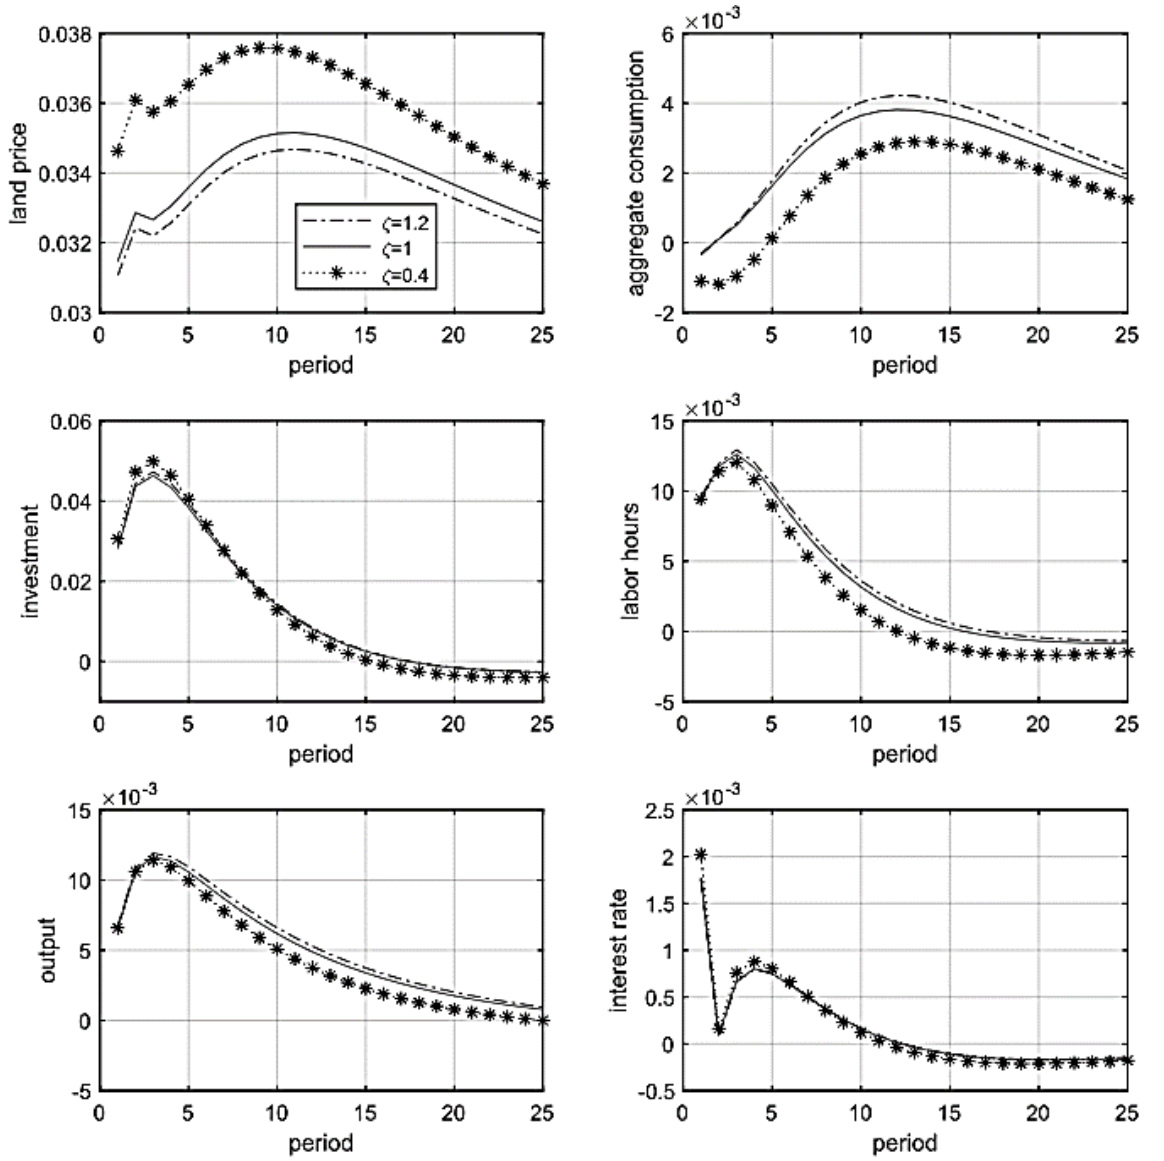 ×10⁻³
0.038
0.036
0.034
0.032
0.03
land price
ζ=1.2
ζ=1
ζ=0.4
0 5 10 15 20 25
period
6
4
2
0
-2
aggregate consumption
0 5 10 15 20 25
period
0.06
0.04
0.02
0
investment
0 5 10 15 20 25
period
×10⁻³
15
10
5
0
-5
labor hours
0 5 10 15 20 25
period
×10⁻³
15
10
5
0
-5
output
0 5 10 15 20 25
period
×10⁻³
2.5
2
1.5
1
0.5
0
-0.5
interest rate
0 5 10 15 20 25
period